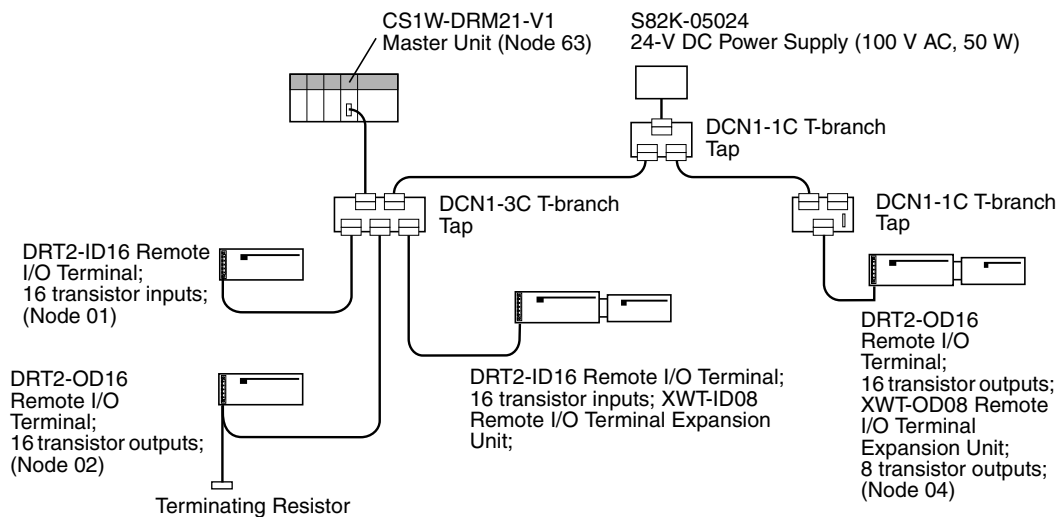 CS1W-DRM21-V1
Master Unit (Node 63)
S82K-05024
24-V DC Power Supply (100 V AC, 50 W)
DCN1-1C T-branch
Tap
DCN1-3C T-branch
Tap
DCN1-1C T-branch
Tap
DRT2-ID16 Remote
I/O Terminal;
16 transistor inputs;
(Node 01)
DRT2-OD16
Remote I/O
Terminal;
16 transistor outputs;
(Node 02)
Terminating Resistor
DRT2-ID16 Remote I/O Terminal;
16 transistor inputs; XWT-ID08
Remote I/O Terminal Expansion
Unit;
DRT2-OD16
Remote I/O
Terminal;
16 transistor outputs;
XWT-OD08 Remote
I/O Terminal
Expansion Unit;
8 transistor outputs;
(Node 04)